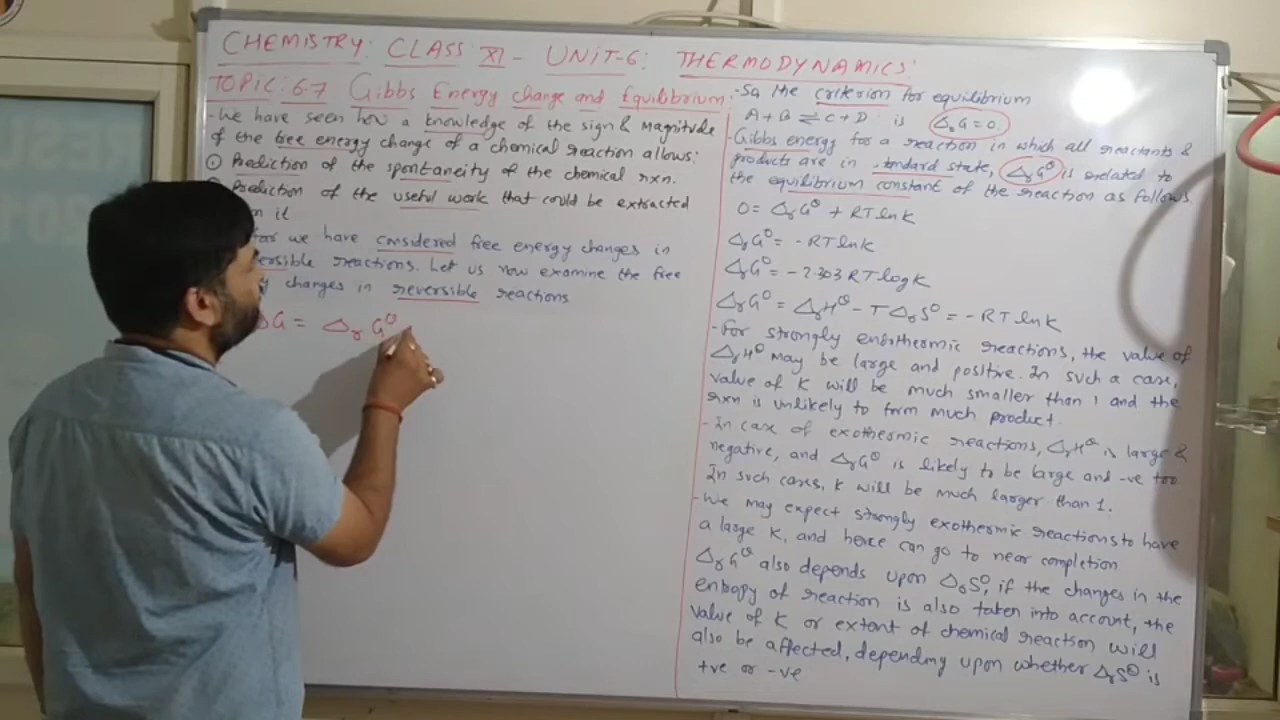 CHEMISTRY: CLASS XI - UNIT-6: THERMODYNAMICS:
TOPIC: 6.7 Gibbs Energy change and Equilibrium:
- We have seen how a knowledge of the sign & Magnitude
of the free energy change of a chemical reaction allows:
① Prediction of the spontaneity of the chemical rxn.
Prediction of the useful work that could be extracted
it
far we have considered free energy changes in
reactions. Let us now examine the free
changes in reversible reactions
ΔG = ΔrG⊖
- So the criterion for equilibrium
A + B ⇌ C + D is ΔrG = 0.
- Gibbs energy for a reaction in which all reactants &
products are in standard state, ΔrG⊖ is related to
the equilibrium constant of the reaction as follows.
0 = ΔrG⊖ + RT ln K
ΔrG⊖ = - RT ln K
ΔrG⊖ = - 2.303 RT log K
ΔrG⊖ = ΔrH⊖ - TΔrS⊖ = - RT ln K
- For strongly endothermic reactions, the value of
ΔrH⊖ may be large and positive. In such a case,
value of K will be much smaller than 1 and the
rxn is unlikely to form much product.
- In case of exothermic reactions, ΔrH⊖ is large &
negative, and ΔrG⊖ is likely to be large and -ve too
In such cases, K will be much larger than 1.
- We may expect strongly exothermic reactions to have
a large K, and hence can go to near completion
ΔrG⊖ also depends upon ΔrS⊖, if the changes in the
entropy of reaction is also taken into account, the
value of K or extent of chemical reaction will
also be affected, depending upon whether ΔrS⊖ is
+ve or -ve